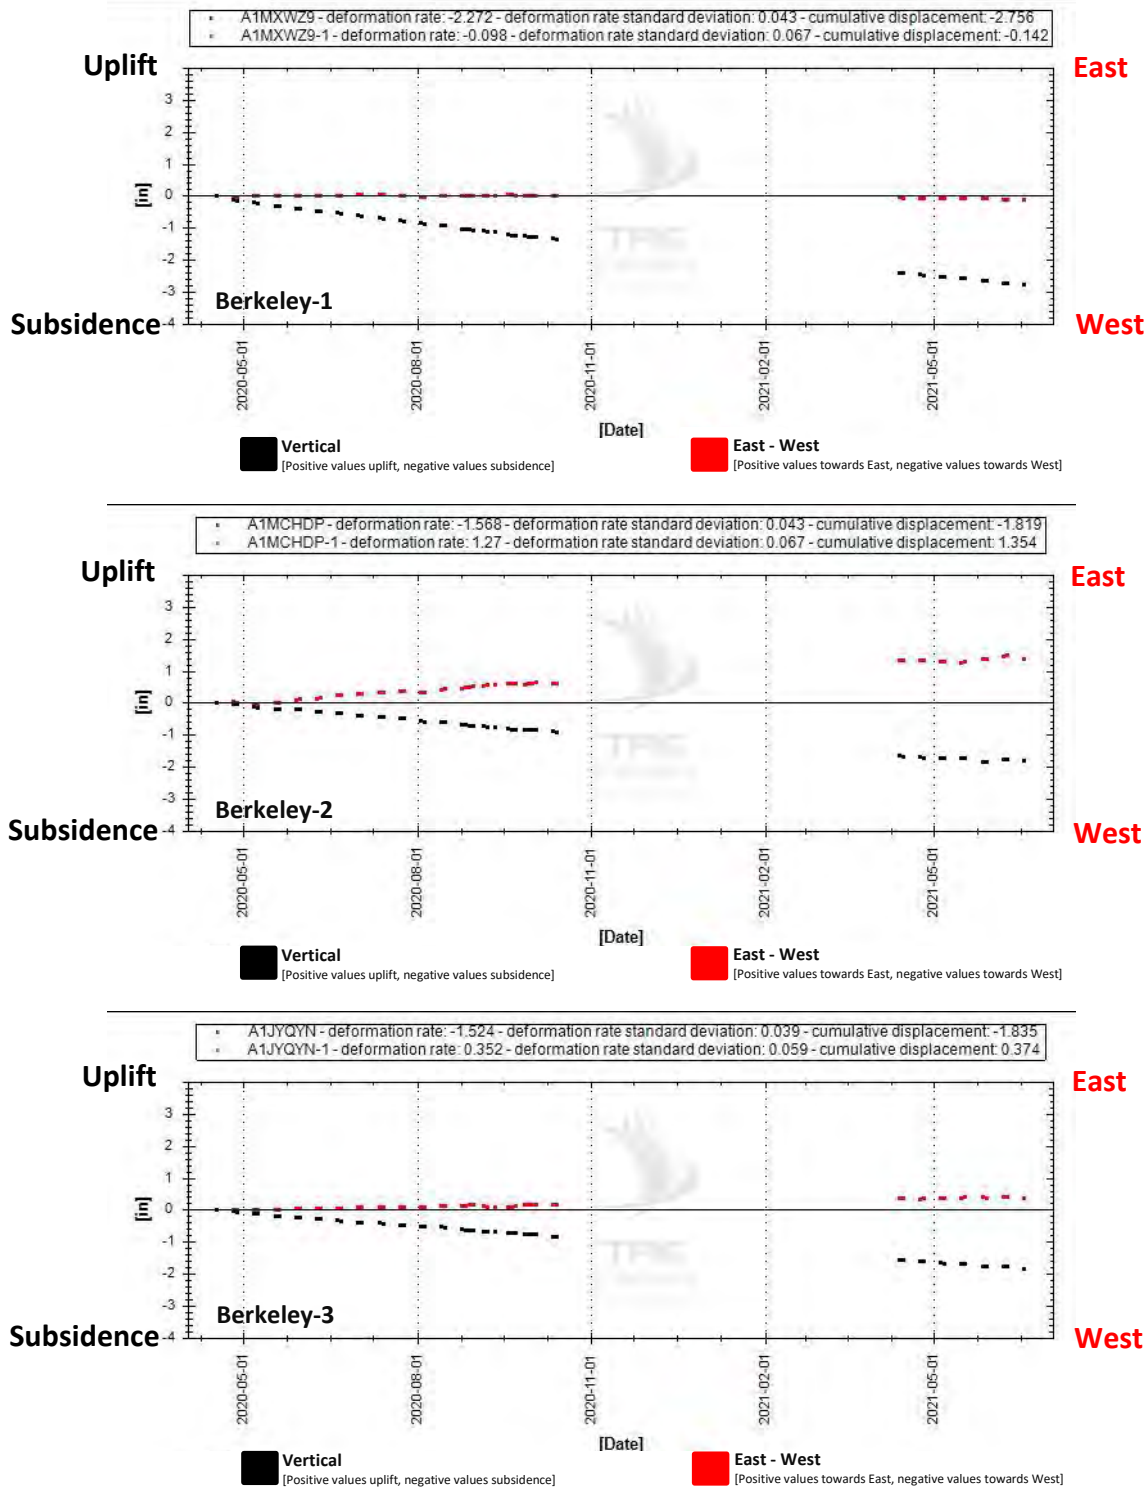 A1MXWZ9 - deformation rate: -2.272 - deformation rate standard deviation: 0.043 - cumulative displacement: -2.756
A1MXWZ9-1 - deformation rate: -0.098 - deformation rate standard deviation: 0.067 - cumulative displacement: -0.142
Uplift
East
3
2
1
0
-1
-2
-3
-4
[in]
Berkeley-1
Subsidence
West
2020-05-01
2020-08-01
2020-11-01
2021-02-01
2021-05-01
[Date]
Vertical
[Positive values uplift, negative values subsidence]
East - West
[Positive values towards East, negative values towards West]
A1MCHDP - deformation rate: -1.568 - deformation rate standard deviation: 0.043 - cumulative displacement: -1.819
A1MCHDP-1 - deformation rate: 1.27 - deformation rate standard deviation: 0.067 - cumulative displacement: 1.354
Uplift
East
3
2
1
0
-1
-2
-3
-4
[in]
Berkeley-2
Subsidence
West
2020-05-01
2020-08-01
2020-11-01
2021-02-01
2021-05-01
[Date]
Vertical
[Positive values uplift, negative values subsidence]
East - West
[Positive values towards East, negative values towards West]
A1JYQYN - deformation rate: -1.524 - deformation rate standard deviation: 0.039 - cumulative displacement: -1.835
A1JYQYN-1 - deformation rate: 0.352 - deformation rate standard deviation: 0.059 - cumulative displacement: 0.374
Uplift
East
3
2
1
0
-1
-2
-3
-4
[in]
Berkeley-3
Subsidence
West
2020-05-01
2020-08-01
2020-11-01
2021-02-01
2021-05-01
[Date]
Vertical
[Positive values uplift, negative values subsidence]
East - West
[Positive values towards East, negative values towards West]